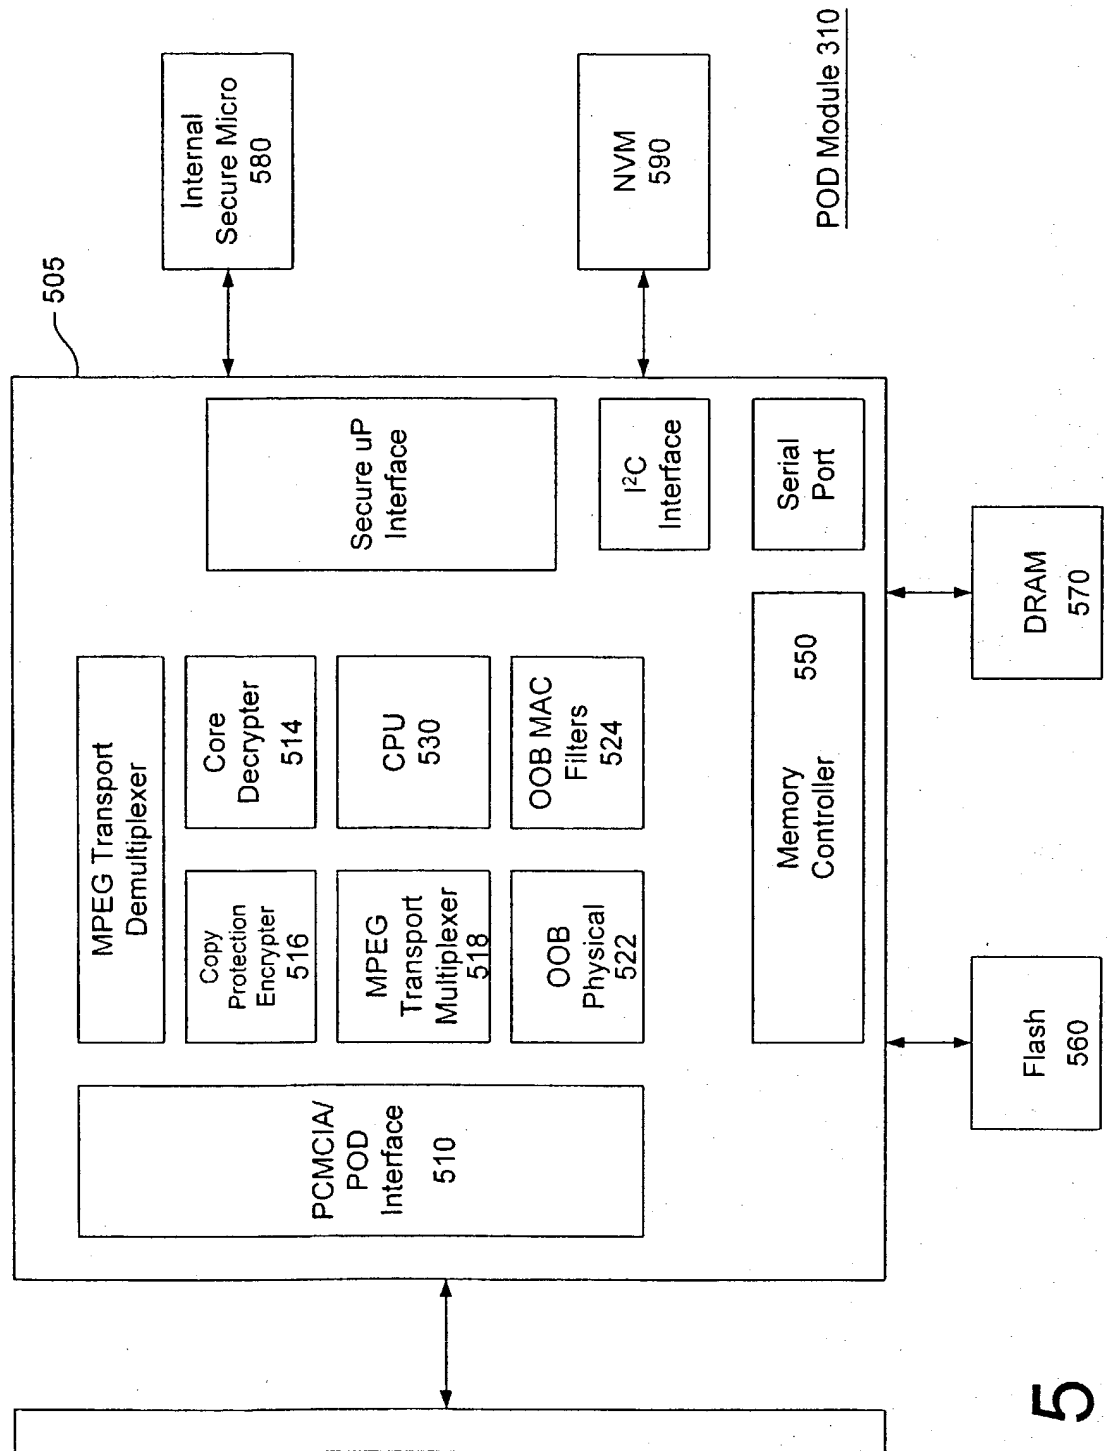 505
MPEG Transport
Demultiplexer
Internal
Secure Micro
580
Copy
Protection
Encrypter
516
Core
Decrypter
514
PCMCIA/
POD
Interface
510
MPEG
Transport
Multiplexer
518
CPU
530
Secure uP
Interface
OOB
Physical
522
OOB MAC
Filters
524
I²C
Interface
NVM
590
Memory
Controller
550
Serial
Port
POD Module 310
Flash
560
DRAM
570
5